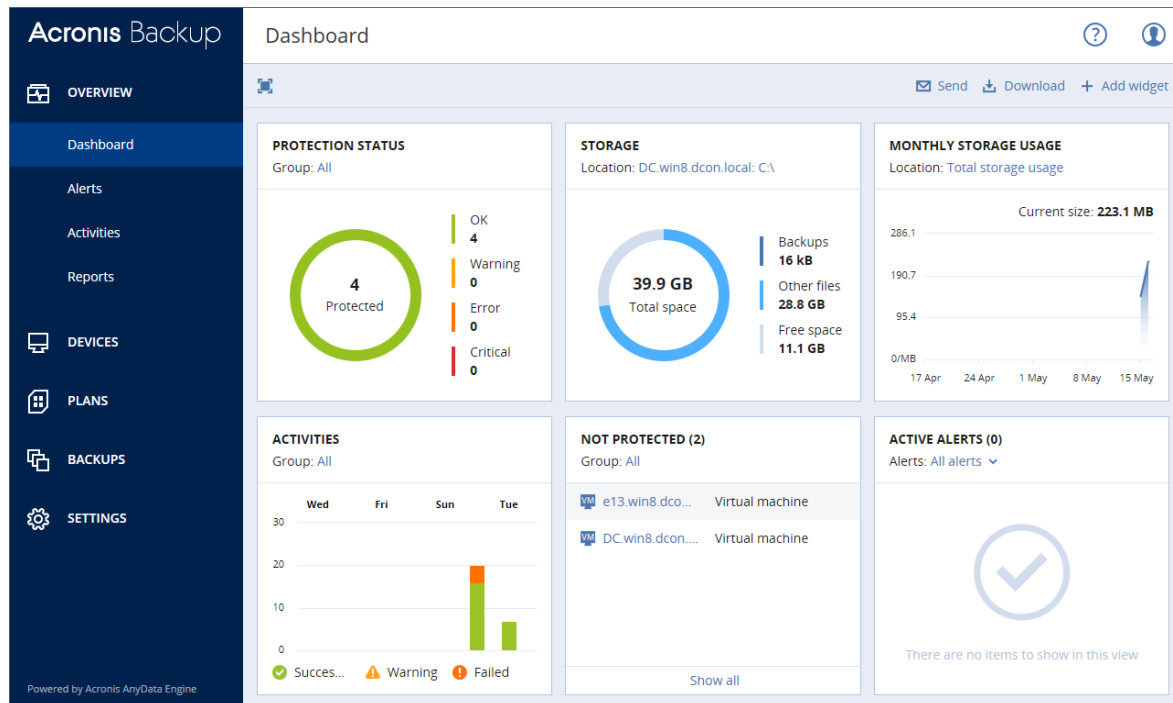 Acronis Backup
OVERVIEW
Dashboard
Alerts
Activities
Reports
DEVICES
PLANS
BACKUPS
SETTINGS
Powered by Acronis AnyData Engine
Dashboard
?
Send
Download
+ Add widget
PROTECTION STATUS
Group: All
4
Protected
OK
4
Warning
0
Error
0
Critical
0
STORAGE
Location: DC.win8.dcon.local: C:\
39.9 GB
Total space
Backups
16 kB
Other files
28.8 GB
Free space
11.1 GB
MONTHLY STORAGE USAGE
Location: Total storage usage
Current size: 223.1 MB
286.1
190.7
95.4
0/MB
17 Apr 24 Apr 1 May 8 May 15 May
ACTIVITIES
Group: All
Wed Fri Sun Tue
30
20
10
0
Succes... Warning Failed
NOT PROTECTED (2)
Group: All
VM e13.win8.dco... Virtual machine
VM DC.win8.dcon.... Virtual machine
Show all
ACTIVE ALERTS (0)
Alerts: All alerts
There are no items to show in this view